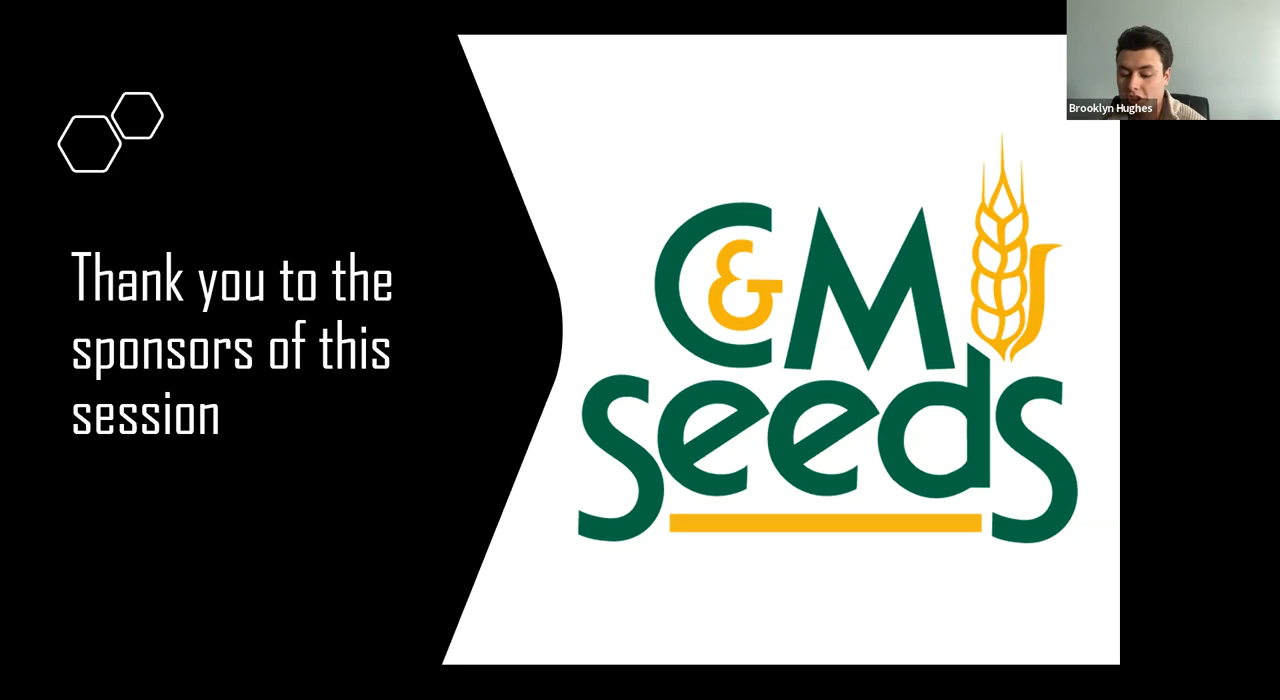 Brooklyn Hughes
Thank you to the
sponsors of this
session
C&M
seeds